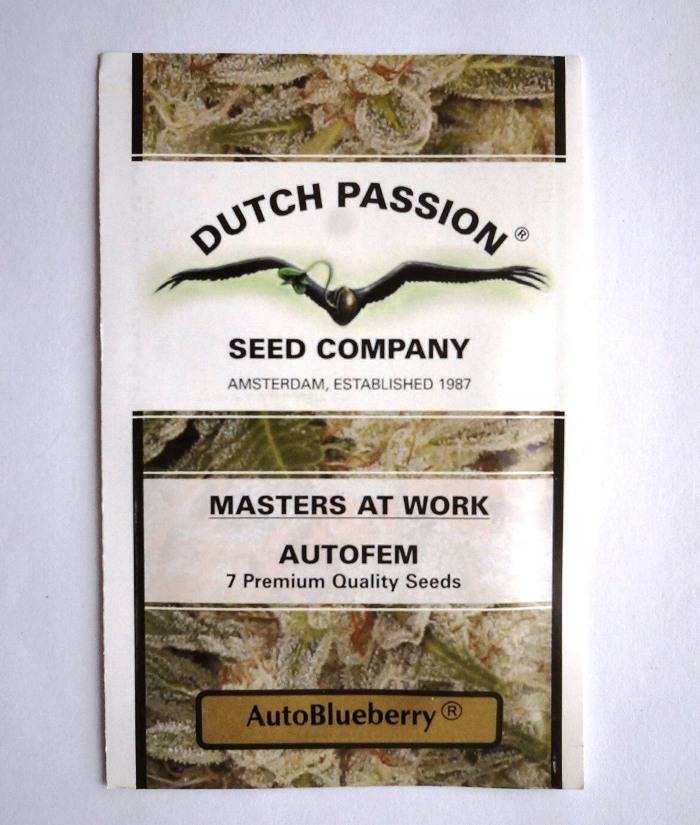 DUTCH PASSION®
SEED COMPANY
AMSTERDAM, ESTABLISHED 1987
MASTERS AT WORK
AUTOFEM
7 Premium Quality Seeds
AutoBlueberry®